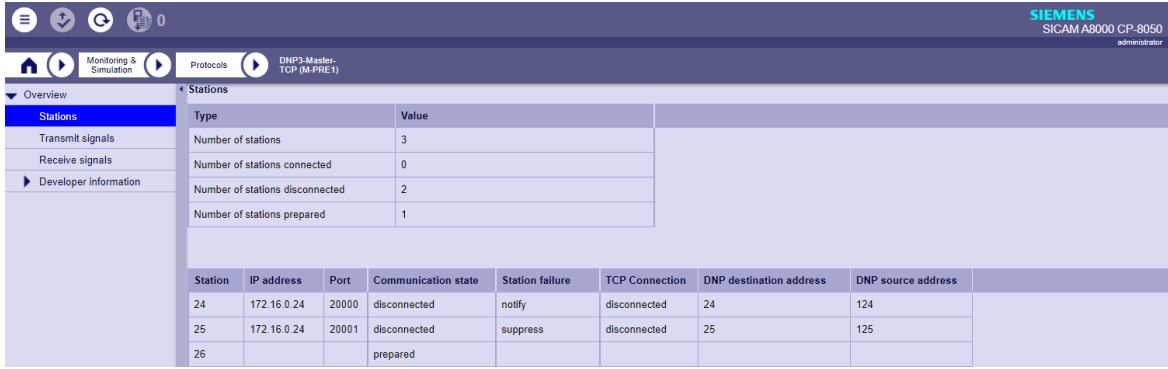 0
SIEMENS
SICAM A8000 CP-8050
administrator
Monitoring &
Simulation
Protocols
DNP3-Master-
TCP (M-PRE1)
Overview
Stations
Transmit signals
Receive signals
Developer information
Stations
Type Value
Number of stations 3
Number of stations connected 0
Number of stations disconnected 2
Number of stations prepared 1
Station IP address Port Communication state Station failure TCP Connection DNP destination address DNP source address
24 172.16.0.24 20000 disconnected notify disconnected 24 124
25 172.16.0.24 20001 disconnected suppress disconnected 25 125
26 prepared